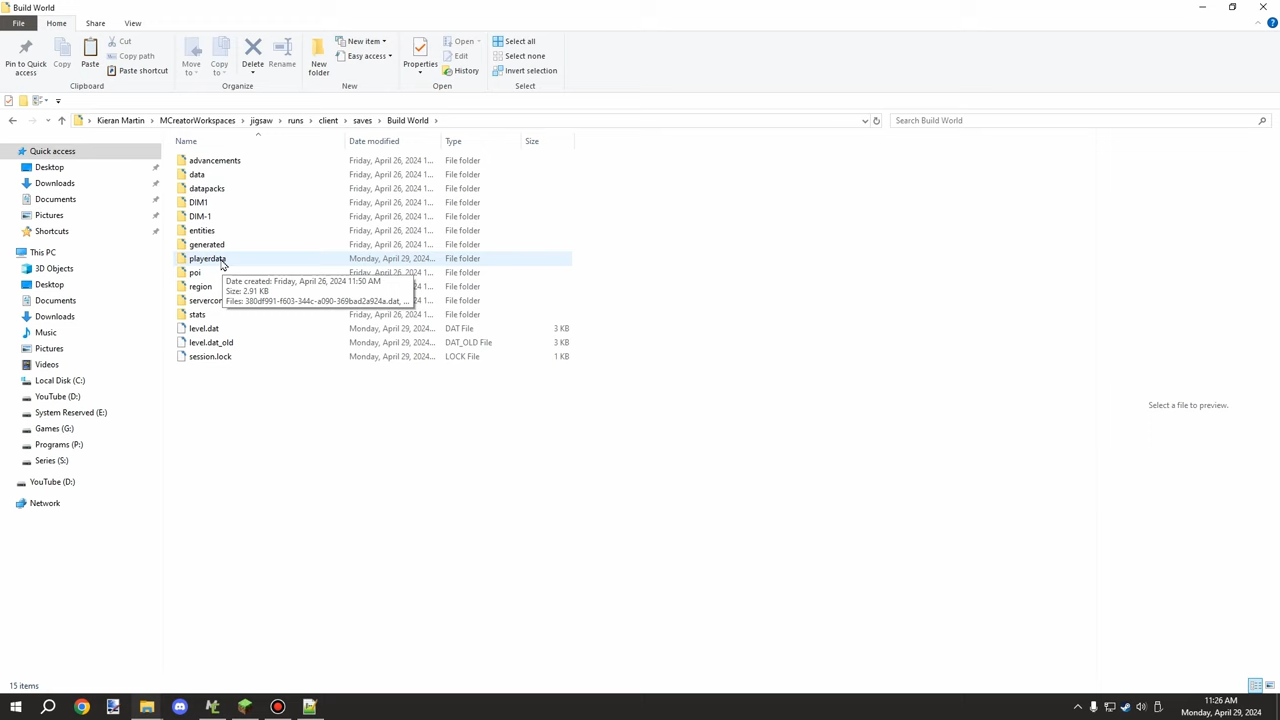 Build World
File
Home
Share
View
Pin to Quick access
Copy
Paste
Cut
Copy path
Paste shortcut
Clipboard
Move to
Copy to
Delete
Rename
Organize
New folder
New item
Easy access
New
Properties
Open
Edit
History
Open
Select all
Select none
Invert selection
Select
Kieran Martin > MCreatorWorkspaces > jigsaw > runs > client > saves > Build World >
Search Build World
Name
Date modified
Type
Size
advancements Friday, April 26, 2024 1... File folder
data Friday, April 26, 2024 1... File folder
datapacks Friday, April 26, 2024 1... File folder
DIM1 Friday, April 26, 2024 1... File folder
DIM-1 Friday, April 26, 2024 1... File folder
entities Friday, April 26, 2024 1... File folder
generated Friday, April 26, 2024 1... File folder
playerdata Monday, April 29, 2024... File folder
poi Friday, April 26, 2024 1... File folder
region File folder
servercon File folder
stats Friday, April 26, 2024 1... File folder
level.dat Monday, April 29, 2024... DAT File 3 KB
level.dat_old Monday, April 29, 2024... DAT_OLD File 3 KB
session.lock Monday, April 29, 2024... LOCK File 1 KB
Date created: Friday, April 26, 2024 11:50 AM
Size: 2.91 KB
Files: 380df991-f603-344c-a090-369bad2a924a.dat, ...
Quick access
Desktop
Downloads
Documents
Pictures
Shortcuts
This PC
3D Objects
Desktop
Documents
Downloads
Music
Pictures
Videos
Local Disk (C:)
YouTube (D:)
System Reserved (E:)
Games (G:)
Programs (P:)
Series (S:)
YouTube (D:)
Network
Select a file to preview.
15 items
11:26 AM
Monday, April 29, 2024